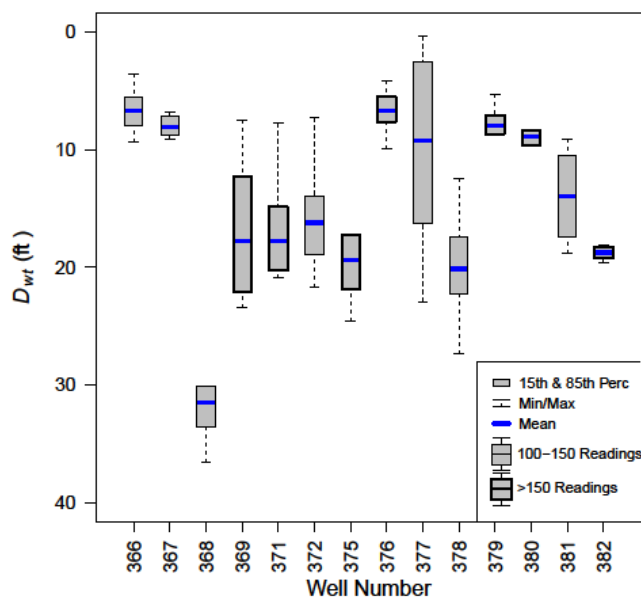 0
10
20
30
40
Dwt (ft )
15th & 85th Perc
Min/Max
Mean
100−150 Readings
>150 Readings
366 367 368 369 371 372 375 376 377 378 379 380 381 382
Well Number